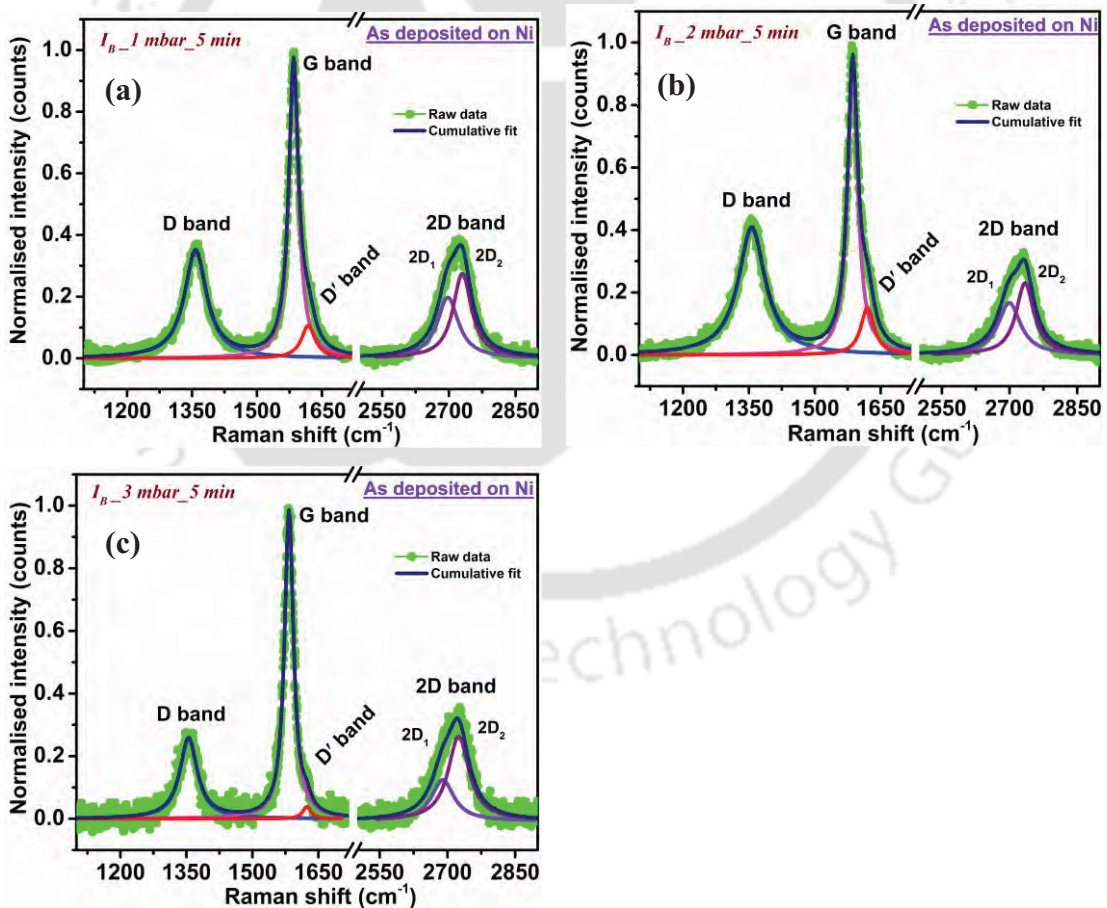 I_B_1 mbar_5 min
As deposited on Ni
(a)
G band
Raw data
Cumulative fit
D band
2D band
2D₁
2D₂
D′ band
Normalised intensity (counts)
1.0
0.8
0.6
0.4
0.2
0.0
1200 1350 1500 1650 2550 2700 2850
Raman shift (cm⁻¹)
I_B_2 mbar_5 min
As deposited on Ni
(b)
G band
Raw data
Cumulative fit
D band
2D band
2D₁
2D₂
D′ band
Normalised intensity (counts)
1.0
0.8
0.6
0.4
0.2
0.0
1200 1350 1500 1650 2550 2700 2850
Raman shift (cm⁻¹)
I_B_3 mbar_5 min
As deposited on Ni
(c)
G band
Raw data
Cumulative fit
D band
2D band
2D₁
2D₂
D′ band
Normalised intensity (counts)
1.0
0.8
0.6
0.4
0.2
0.0
1200 1350 1500 1650 2550 2700 2850
Raman shift (cm⁻¹)